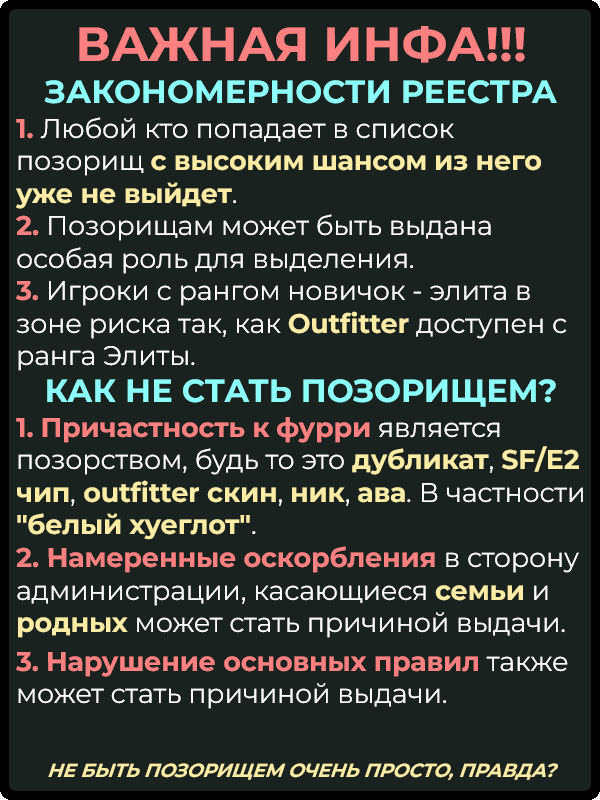 ВАЖНАЯ ИНФА!!!
ЗАКОНОМЕРНОСТИ РЕЕСТРА
1. Любой кто попадает в список
позорищ с высоким шансом из него
уже не выйдет.
2. Позорищам может быть выдана
особая роль для выделения.
3. Игроки с рангом новичок - элита в
зоне риска так, как Outfitter доступен с
ранга Элиты.
КАК НЕ СТАТЬ ПОЗОРИЩЕМ?
1. Причастность к фурри является
позорством, будь то это дубликат, SF/E2
чип, outfitter скин, ник, ава. В частности
"белый хуеглот".
2. Намеренные оскорбления в сторону
администрации, касающиеся семьи и
родных может стать причиной выдачи.
3. Нарушение основных правил также
может стать причиной выдачи.
НЕ БЫТЬ ПОЗОРИЩЕМ ОЧЕНЬ ПРОСТО, ПРАВДА?